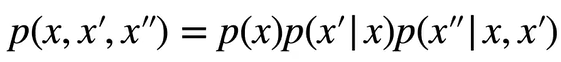 p(x, x′, x′′) = p(x)p(x′|x)p(x′′|x, x′)